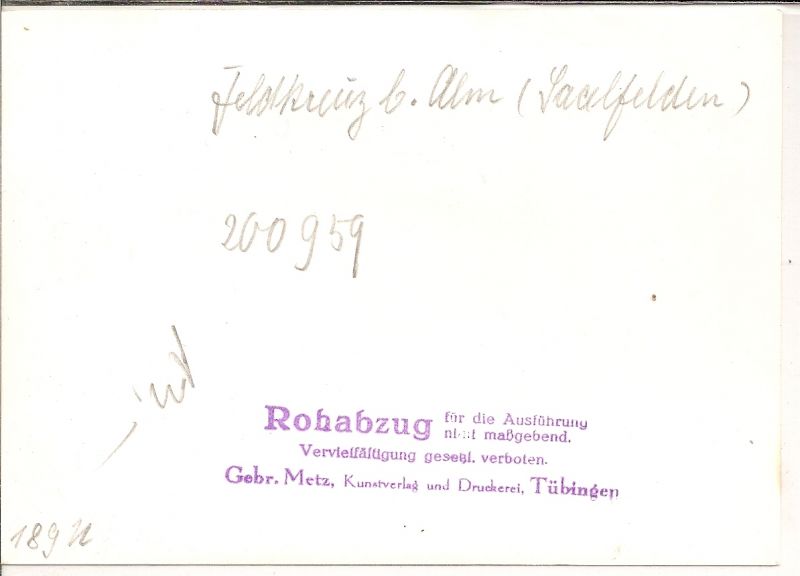 Feldkreuz b. Alm (Saalfelden)
200959
Rohabzug für die Ausführung
nicht maßgebend.
Vervielfältigung gesetzl. verboten.
Gebr. Metz, Kunstverlag und Druckerei, Tübingen
189